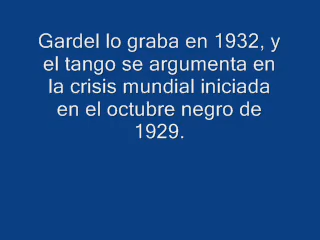 Gardel lo graba en 1932, y
el tango se argumenta en
la crisis mundial iniciada
en el octubre negro de
1929.